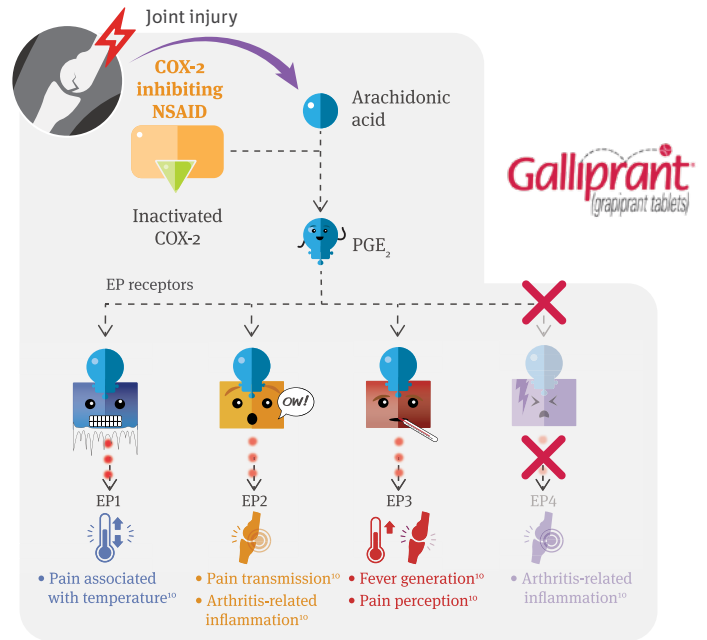 Joint injury
COX-2
inhibiting
NSAID
Arachidonic
acid
Galliprant
(grapiprant tablets)
Inactivated
COX-2
PGE₂
EP receptors
OW!
EP1
EP2
EP3
EP4
• Pain associated
with temperature¹⁰
• Pain transmission¹⁰
• Arthritis-related
inflammation¹⁰
• Fever generation¹⁰
• Pain perception¹⁰
• Arthritis-related
inflammation¹⁰